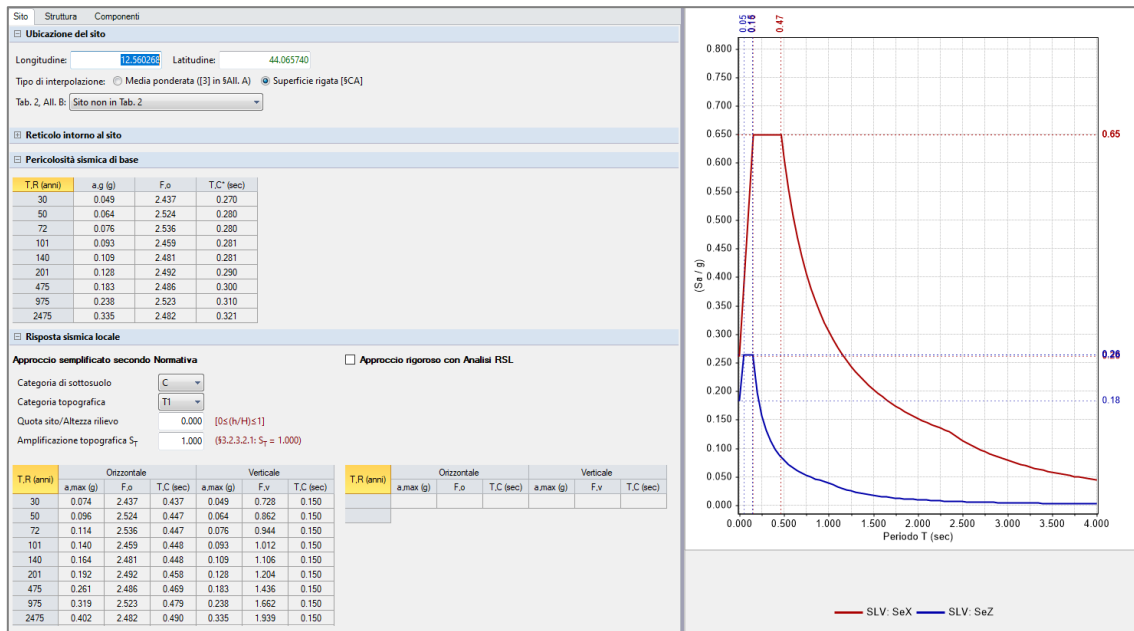 Sito Struttura Componenti
Ubicazione del sito
Longitudine: 12.560268 Latitudine: 44.065740
Tipo di interpolazione: Media ponderata ([3] in §All. A) Superficie rigata [§CA]
Tab. 2, All. B: Sito non in Tab. 2
Reticolo intorno al sito
Pericolosità sismica di base
T,R (anni) a,g (g) F,o T,C* (sec)
30 0.049 2.437 0.270
50 0.064 2.524 0.280
72 0.076 2.536 0.280
101 0.093 2.459 0.281
140 0.109 2.481 0.281
201 0.128 2.492 0.290
475 0.183 2.486 0.300
975 0.238 2.523 0.310
2475 0.335 2.482 0.321
Risposta sismica locale
Approccio semplificato secondo Normativa Approccio rigoroso con Analisi RSL
Categoria di sottosuolo C
Categoria topografica T1
Quota sito/Altezza rilievo 0.000 [0≤(h/H)≤1]
Amplificazione topografica ST 1.000 (§3.2.3.2.1: ST = 1.000)
T,R (anni) Orizzontale Verticale
a,max (g) F,o T,C (sec) a,max (g) F,v T,C (sec)
30 0.074 2.437 0.437 0.049 0.728 0.150
50 0.096 2.524 0.447 0.064 0.862 0.150
72 0.114 2.536 0.447 0.076 0.944 0.150
101 0.140 2.459 0.448 0.093 1.012 0.150
140 0.164 2.481 0.448 0.109 1.106 0.150
201 0.192 2.492 0.458 0.128 1.204 0.150
475 0.261 2.486 0.469 0.183 1.436 0.150
975 0.319 2.523 0.479 0.238 1.662 0.150
2475 0.402 2.482 0.490 0.335 1.939 0.150
T,R (anni) Orizzontale Verticale
a,max (g) F,o T,C (sec) a,max (g) F,v T,C (sec)
0.05 0.47
0.800
0.750
0.700
0.650 0.65
0.600
0.550
0.500
0.450
0.400
0.350
0.300
0.250 0.26
0.200
0.18
0.150
0.100
0.050
0.000
(Sa / g)
0.000 0.500 1.000 1.500 2.000 2.500 3.000 3.500 4.000
Periodo T (sec)
SLV: SeX SLV: SeZ